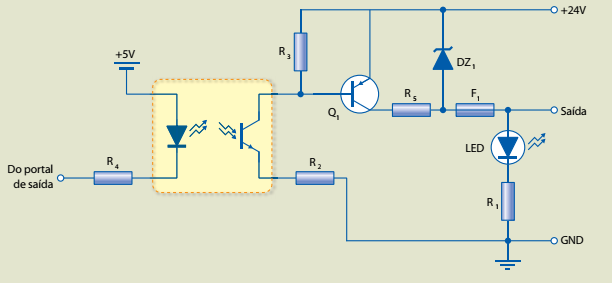 +24V
+5V
R3
DZ1
Q1
R5
F1
Saída
LED
Do portal
de saída
R4
R2
R1
GND